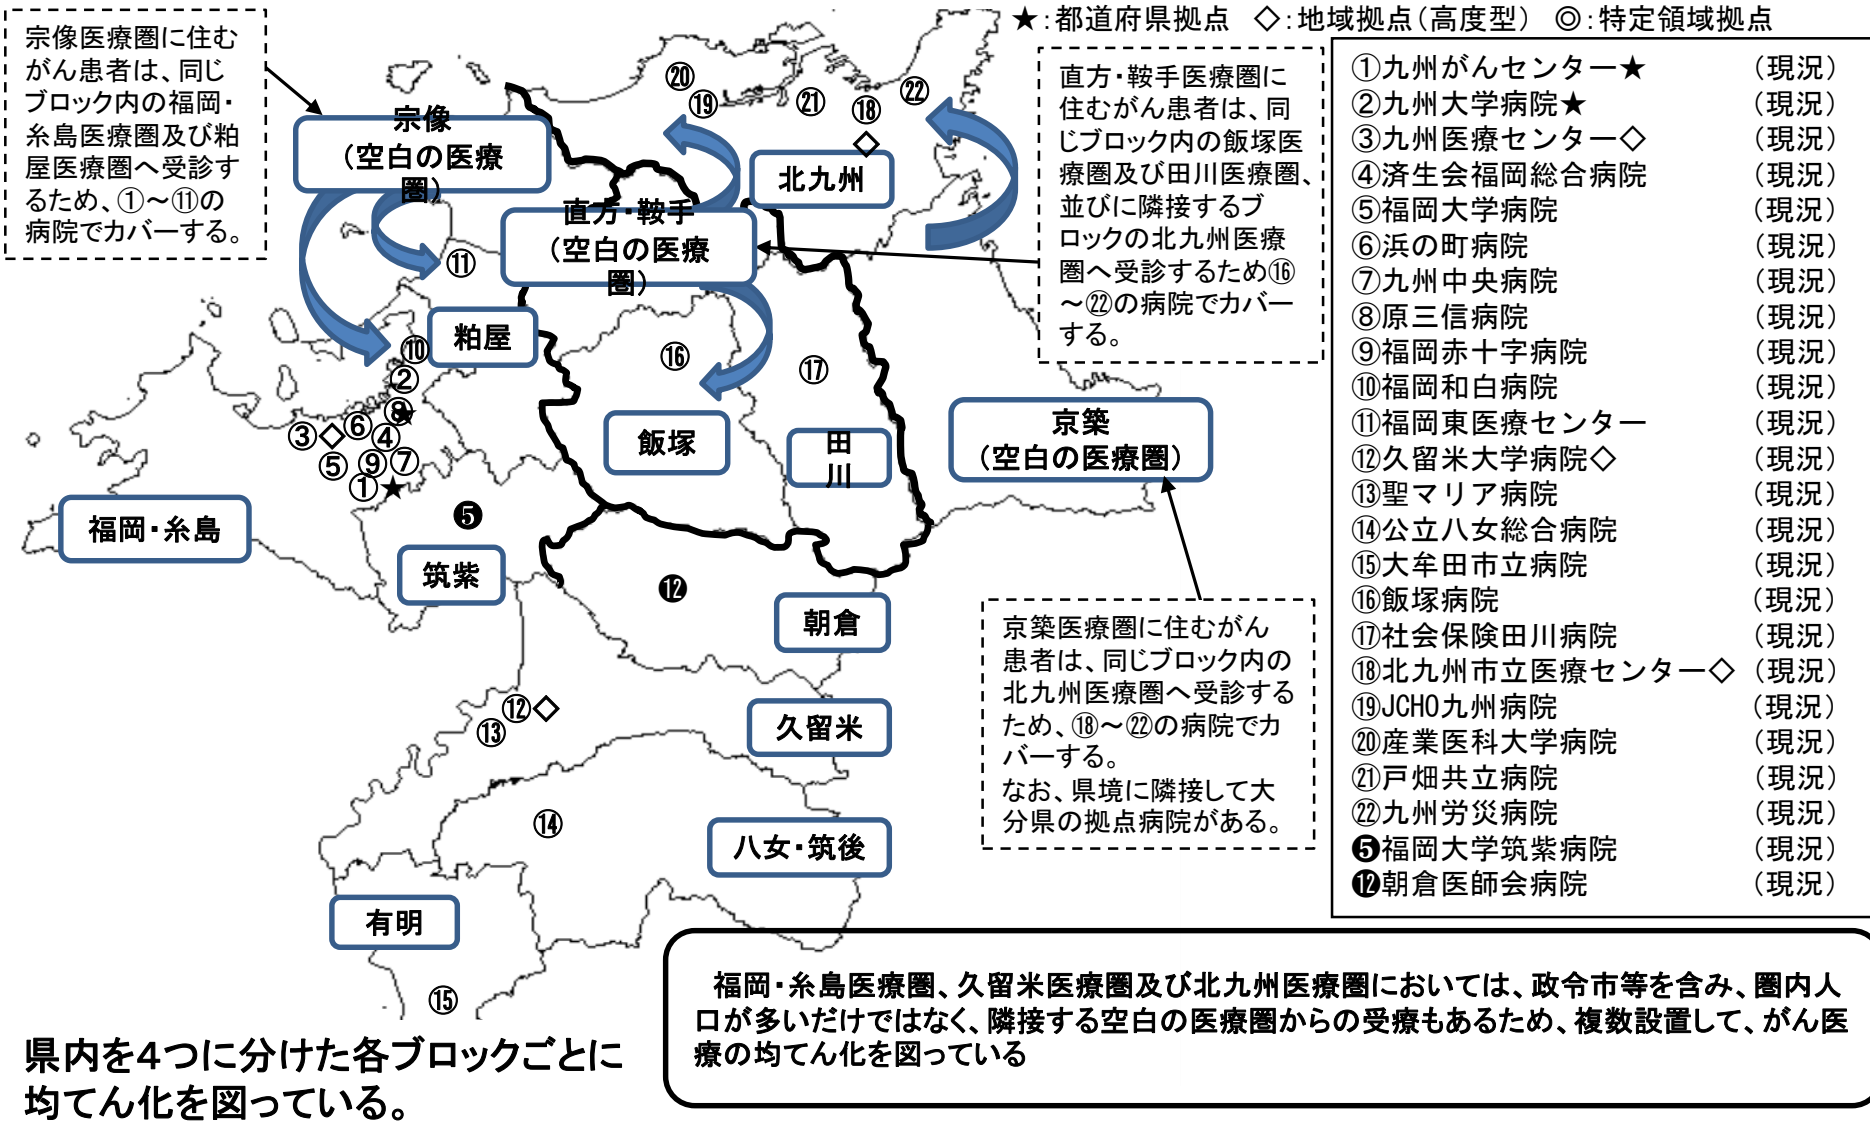 ★：都道府県拠点　◇：地域拠点（高度型）　◎：特定領域拠点
宗像医療圏に住む
がん患者は、同じ
ブロック内の福岡・
糸島医療圏及び粕
屋医療圏へ受診す
るため、①～⑪の
病院でカバーする。
宗像
（空白の医療
圏）
直方・鞍手
（空白の医療
圏）
直方・鞍手医療圏に
住むがん患者は、同
じブロック内の飯塚医
療圏及び田川医療圏、
並びに隣接するブ
ロックの北九州医療
圏へ受診するため⑯
～㉒の病院でカバー
する。
⑳
⑲
㉑
⑱
㉒
◇
北九州
⑪
粕屋
⑩
②
⑧★
⑥
③◇
④
⑤
⑨
⑦
①★
⑯
⑰
飯塚
田
川
京築
（空白の医療圏）
福岡・糸島
❺
筑紫
⓬
朝倉
京築医療圏に住むがん
患者は、同じブロック内の
北九州医療圏へ受診する
ため、⑱～㉒の病院でカ
バーする。
なお、県境に隣接して大
分県の拠点病院がある。
⑫◇
⑬
久留米
⑭
八女・筑後
有明
⑮
①九州がんセンター★　（現況）
②九州大学病院★　（現況）
③九州医療センター◇　（現況）
④済生会福岡総合病院　（現況）
⑤福岡大学病院　（現況）
⑥浜の町病院　（現況）
⑦九州中央病院　（現況）
⑧原三信病院　（現況）
⑨福岡赤十字病院　（現況）
⑩福岡和白病院　（現況）
⑪福岡東医療センター　（現況）
⑫久留米大学病院◇　（現況）
⑬聖マリア病院　（現況）
⑭公立八女総合病院　（現況）
⑮大牟田市立病院　（現況）
⑯飯塚病院　（現況）
⑰社会保険田川病院　（現況）
⑱北九州市立医療センター◇　（現況）
⑲JCHO九州病院　（現況）
⑳産業医科大学病院　（現況）
㉑戸畑共立病院　（現況）
㉒九州労災病院　（現況）
❺福岡大学筑紫病院　（現況）
⓬朝倉医師会病院　（現況）
福岡・糸島医療圏、久留米医療圏及び北九州医療圏においては、政令市等を含み、圏内人
口が多いだけではなく、隣接する空白の医療圏からの受療もあるため、複数設置して、がん医
療の均てん化を図っている
県内を４つに分けた各ブロックごとに
均てん化を図っている。